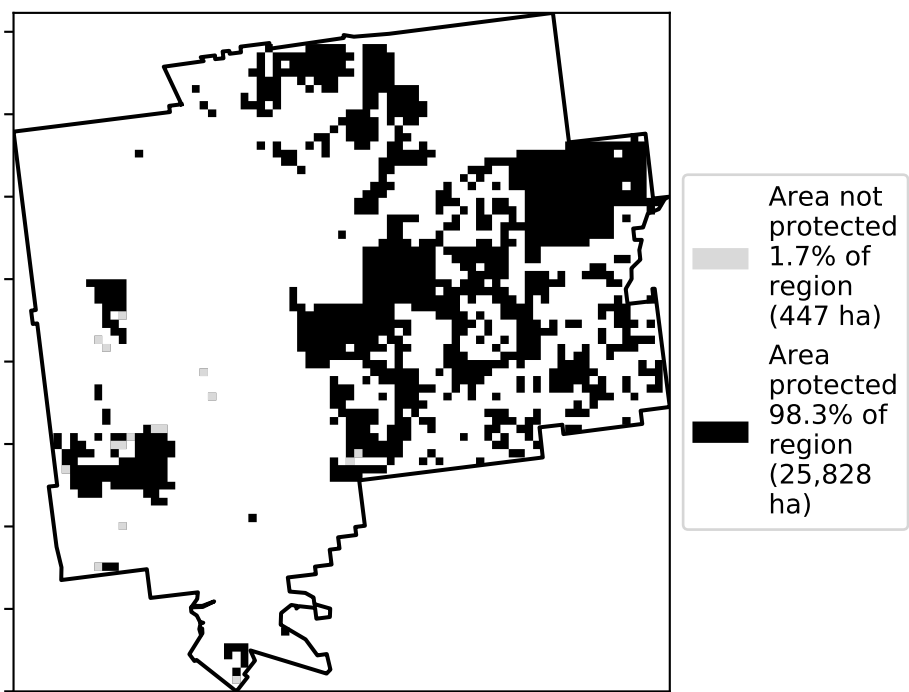 Area not
protected
1.7% of
region
(447 ha)
Area
protected
98.3% of
region
(25,828
ha)